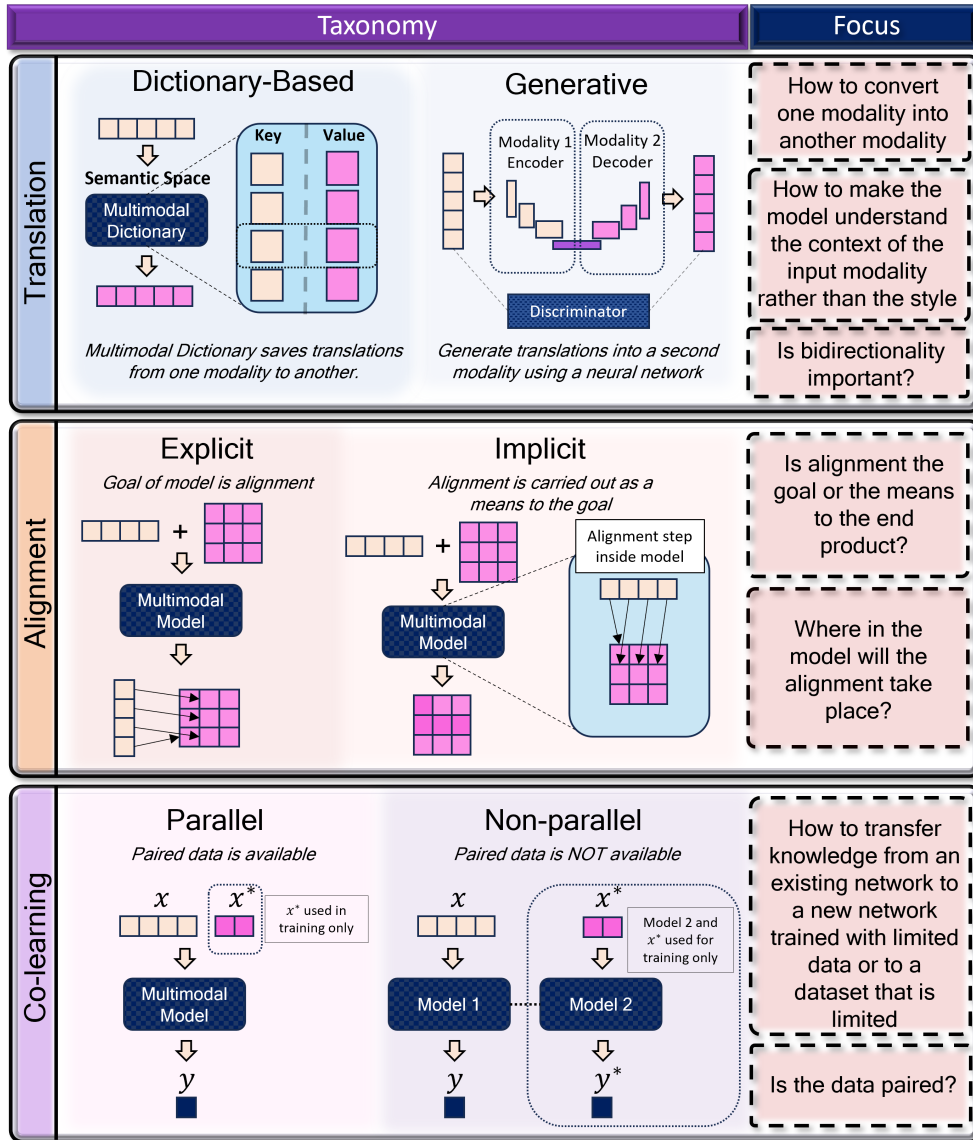 Taxonomy
Focus
Translation
Dictionary-Based
Semantic Space
Multimodal
Dictionary
Key
Value
Multimodal Dictionary saves translations
from one modality to another.
Generative
Modality 1
Encoder
Modality 2
Decoder
Discriminator
Generate translations into a second
modality using a neural network
How to convert
one modality into
another modality
How to make the
model understand
the context of the
input modality
rather than the style
Is bidirectionality
important?
Alignment
Explicit
Goal of model is alignment
+
Multimodal
Model
Implicit
Alignment is carried out as a
means to the goal
+
Multimodal
Model
Alignment step
inside model
Is alignment the
goal or the means
to the end
product?
Where in the
model will the
alignment take
place?
Co-learning
Parallel
Paired data is available
x
x*
x* used in
training only
Multimodal
Model
y
Non-parallel
Paired data is NOT available
x
x*
Model 2 and
x* used for
training only
Model 1
Model 2
y
y*
How to transfer
knowledge from an
existing network to
a new network
trained with limited
data or to a
dataset that is
limited
Is the data paired?